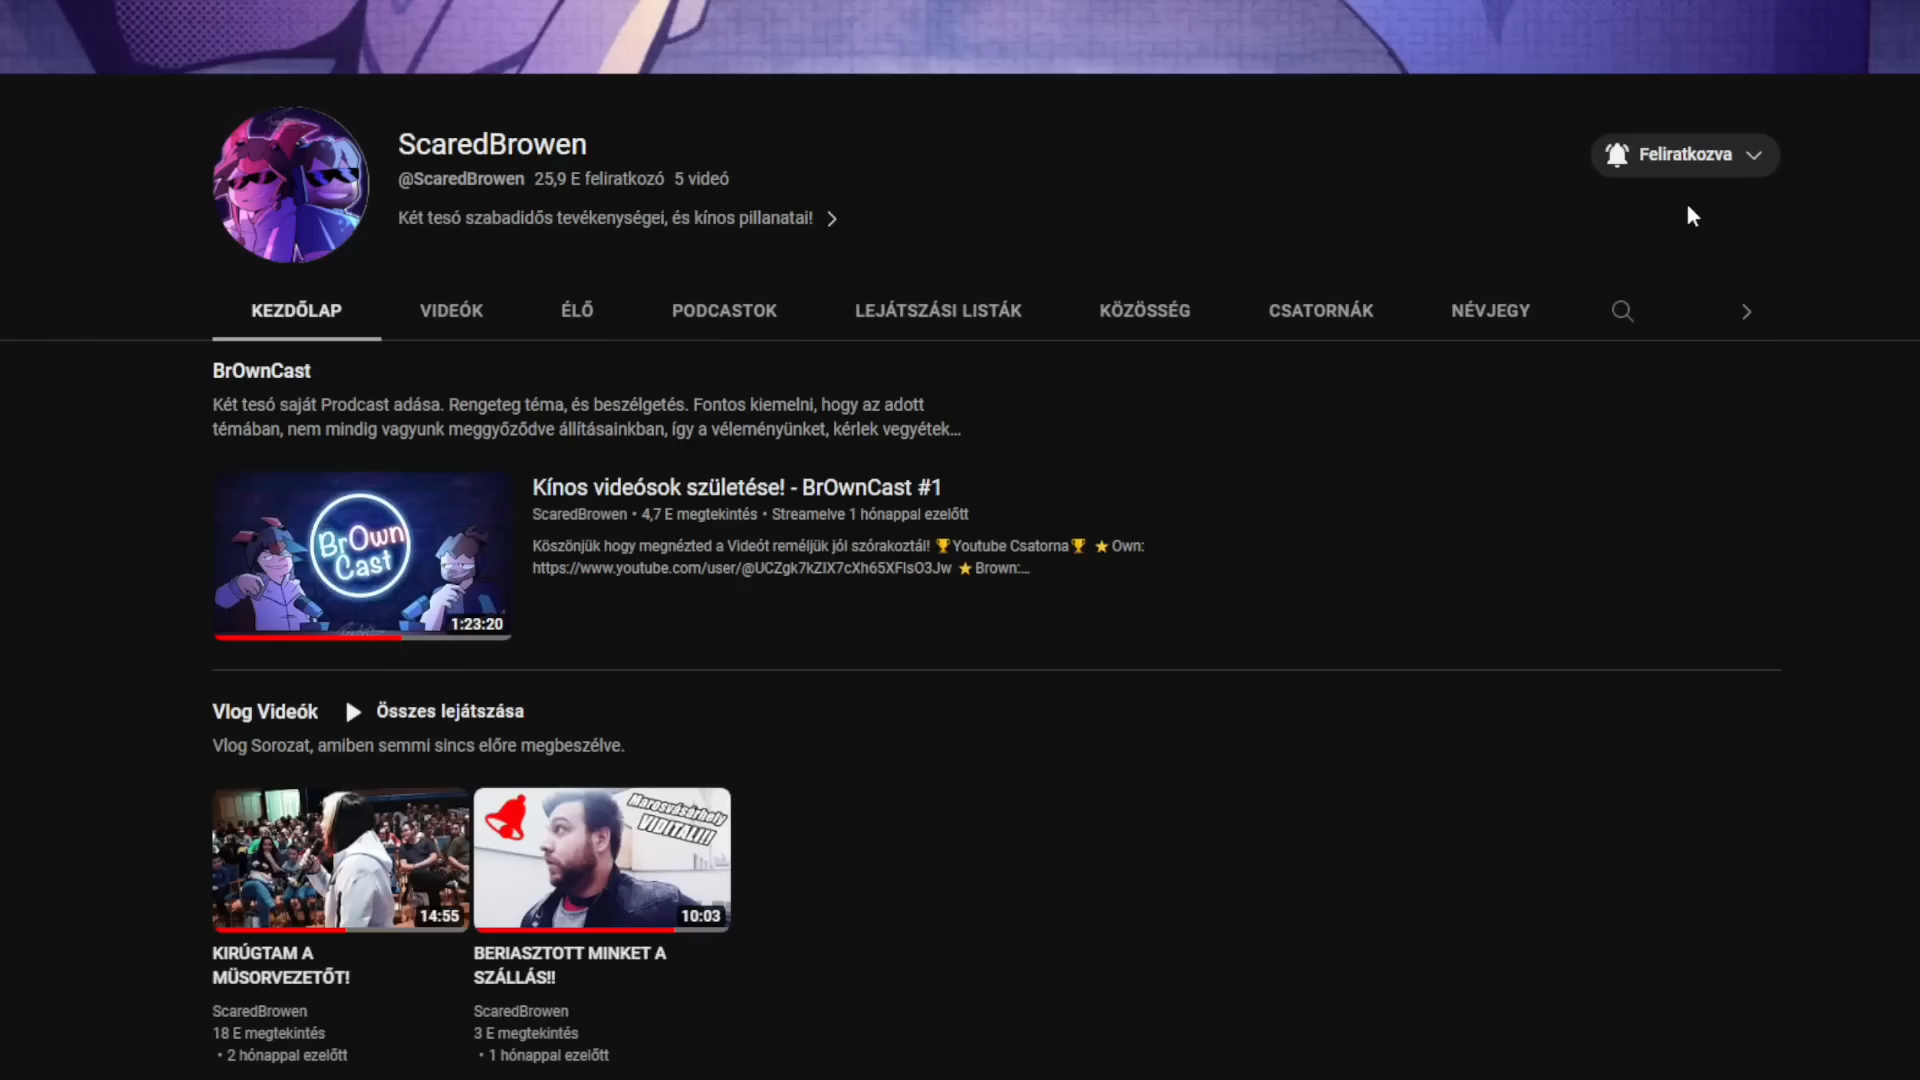 ScaredBrowen
@ScaredBrowen 25,9 E feliratkozó 5 videó
Két tesó szabadidős tevékenységei, és kínos pillanatai!
Feliratkozva
KEZDŐLAP VIDEÓK ÉLŐ PODCASTOK LEJÁTSZÁSI LISTÁK KÖZÖSSÉG CSATORNÁK NÉVJEGY
BrOwnCast
Két tesó saját Prodcast adása. Rengeteg téma, és beszélgetés. Fontos kiemelni, hogy az adott
témában, nem mindig vagyunk meggyőződve állításainkban, így a véleményünket, kérlek vegyétek...
BrOwn
Cast
1:23:20
Kínos videósok születése! - BrOwnCast #1
ScaredBrowen • 4,7 E megtekintés • Streamelve 1 hónappal ezelőtt
Köszönjük hogy megnézted a Videót reméljük jól szórakoztál! 🏆Youtube Csatorna🏆 ⭐Own:
https://www.youtube.com/user/@UCZgk7kZIX7cXh65XFIsO3Jw ⭐Brown:...
Vlog Videók Összes lejátszása
Vlog Sorozat, amiben semmi sincs előre megbeszélve.
14:55
KIRÚGTAM A
MŰSORVEZETŐT!
ScaredBrowen
18 E megtekintés
• 2 hónappal ezelőtt
Marosvásárhely
VIDITAL!!!
10:03
BERIASZTOTT MINKET A
SZÁLLÁS!!
ScaredBrowen
3 E megtekintés
• 1 hónappal ezelőtt